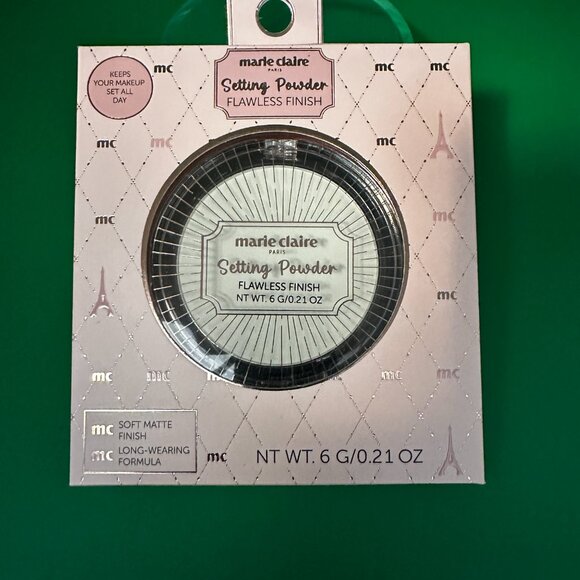 marie claire
PARIS
Setting Powder
FLAWLESS FINISH
KEEPS
YOUR MAKEUP
SET ALL
DAY
mc
mc
mc
mc
mc
mc
mc
mc
marie claire
PARIS
Setting Powder
FLAWLESS FINISH
NT WT. 6 G/0.21 OZ
mc
mc
mc
mc
mc
mc SOFT MATTE
FINISH
mc LONG-WEARING
FORMULA
mc
NT WT. 6 G/0.21 OZ